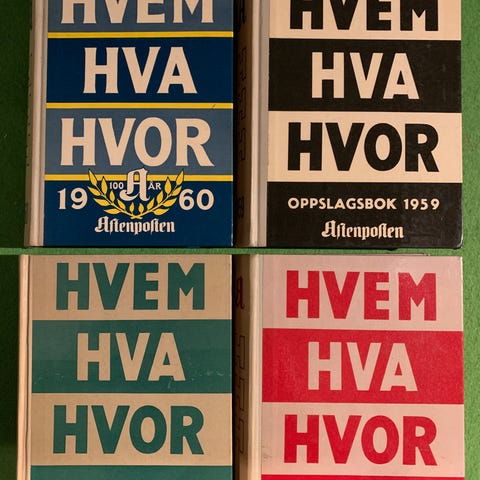 HVEM
HVA
HVOR
100 Å ÅR
1960
Aftenposten
HVEM
HVA
HVOR
OPPSLAGSBOK 1959
Aftenposten
HVEM
HVA
HVOR
HVEM
HVA
HVOR